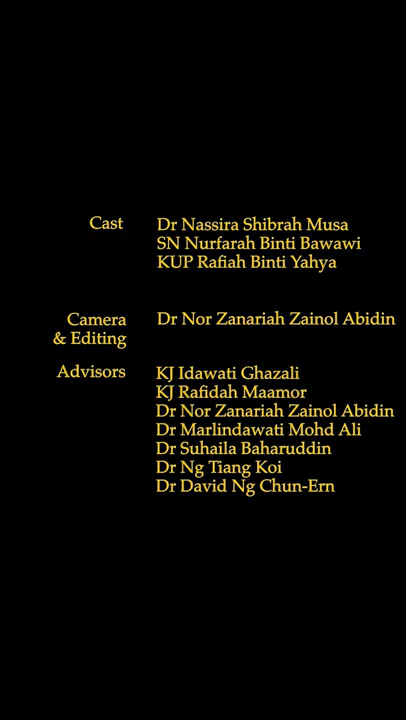 Cast Dr Nassira Shibrah Musa
SN Nurfarah Binti Bawawi
KUP Rafiah Binti Yahya
Camera Dr Nor Zanariah Zainol Abidin
& Editing
Advisors KJ Idawati Ghazali
KJ Rafidah Maamor
Dr Nor Zanariah Zainol Abidin
Dr Marlindawati Mohd Ali
Dr Suhaila Baharuddin
Dr Ng Tiang Koi
Dr David Ng Chun-Ern